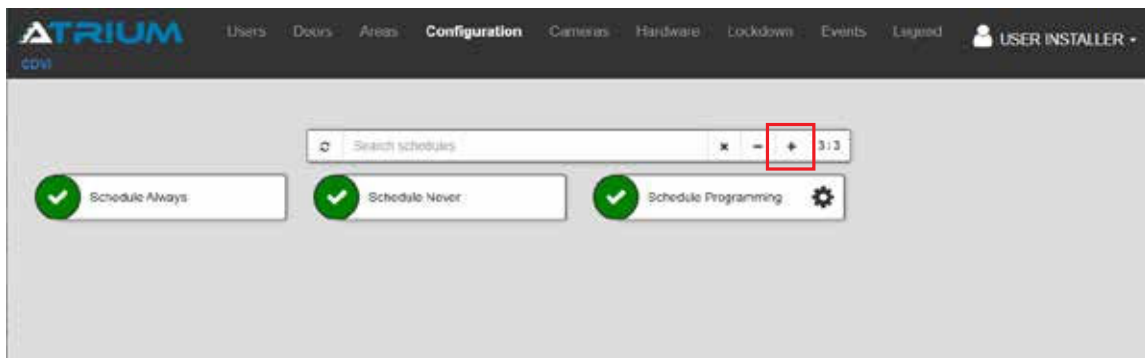 ATRIUM Users Doors Areas Configuration Cameras Hardware Lockdown Events Legend USER INSTALLER
CDVI
Search schedules 3:3
Schedule Always Schedule Never Schedule Programming